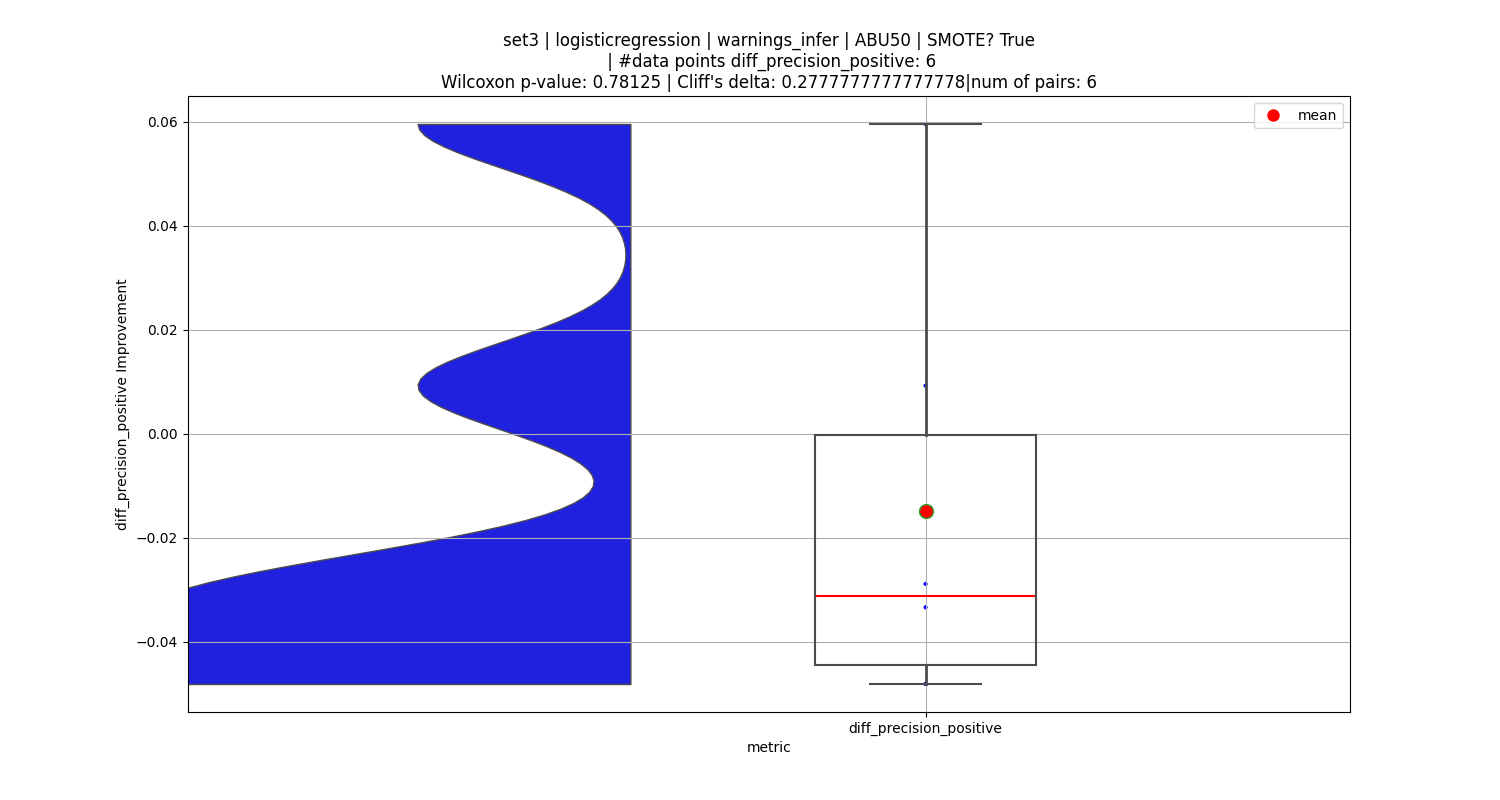 set3 | logisticregression | warnings_infer | ABU50 | SMOTE? True
| #data points diff_precision_positive: 6
Wilcoxon p-value: 0.78125 | Cliff's delta: 0.2777777777777778|num of pairs: 6
mean
0.06
0.04
0.02
0.00
−0.02
−0.04
diff_precision_positive Improvement
diff_precision_positive
metric